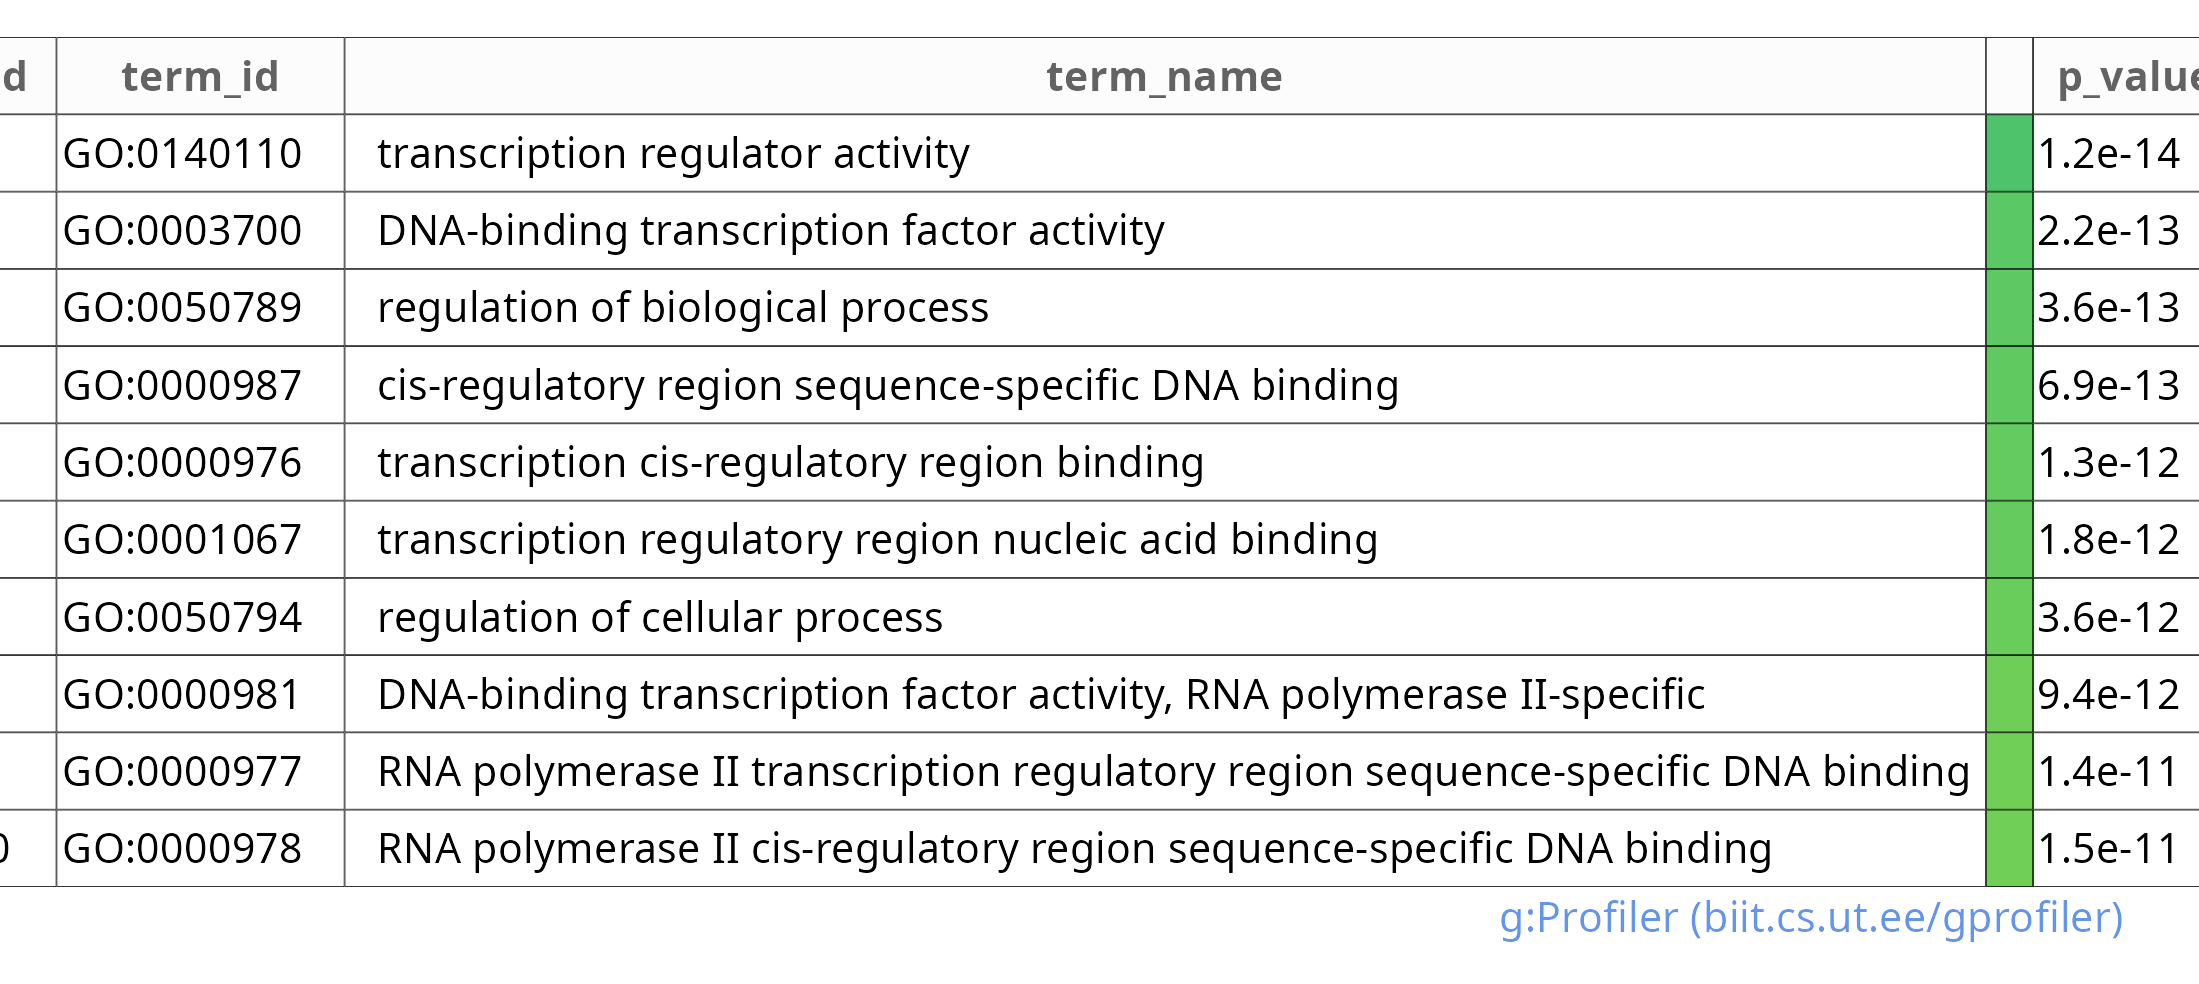 d term_id term_name p_value
GO:0140110 transcription regulator activity 1.2e-14
GO:0003700 DNA-binding transcription factor activity 2.2e-13
GO:0050789 regulation of biological process 3.6e-13
GO:0000987 cis-regulatory region sequence-specific DNA binding 6.9e-13
GO:0000976 transcription cis-regulatory region binding 1.3e-12
GO:0001067 transcription regulatory region nucleic acid binding 1.8e-12
GO:0050794 regulation of cellular process 3.6e-12
GO:0000981 DNA-binding transcription factor activity, RNA polymerase II-specific 9.4e-12
GO:0000977 RNA polymerase II transcription regulatory region sequence-specific DNA binding 1.4e-11
0 GO:0000978 RNA polymerase II cis-regulatory region sequence-specific DNA binding 1.5e-11
g:Profiler (biit.cs.ut.ee/gprofiler)